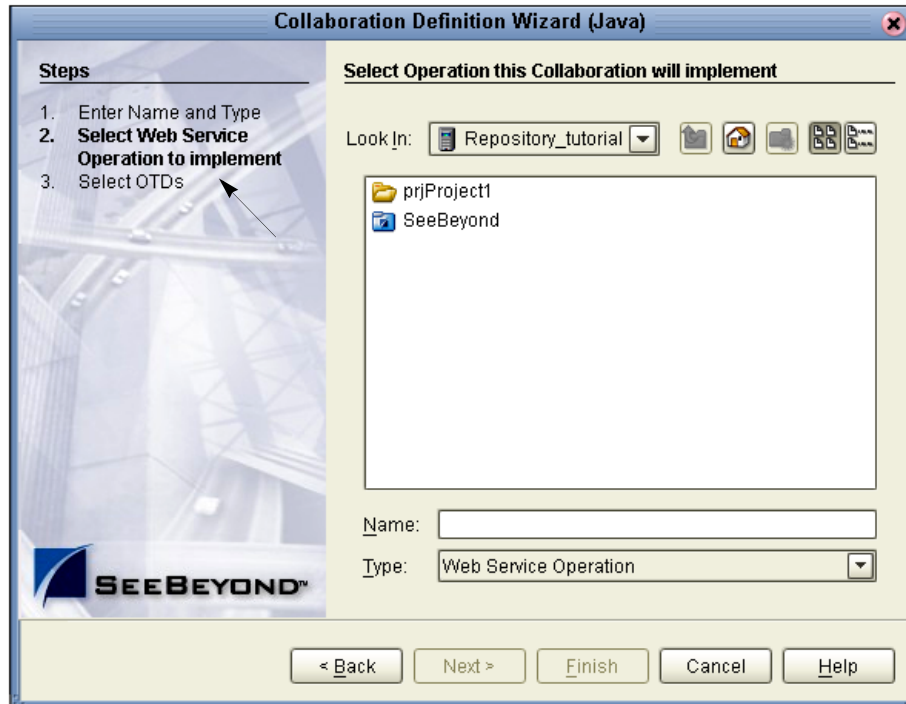 Collaboration Definition Wizard (Java)
Steps
1. Enter Name and Type
2. Select Web Service
Operation to implement
3. Select OTDs
Select Operation this Collaboration will implement
Look In: Repository_tutorial
prjProject1
SeeBeyond
Name:
Type: Web Service Operation
SEEBEYOND™
< Back Next > Finish Cancel Help